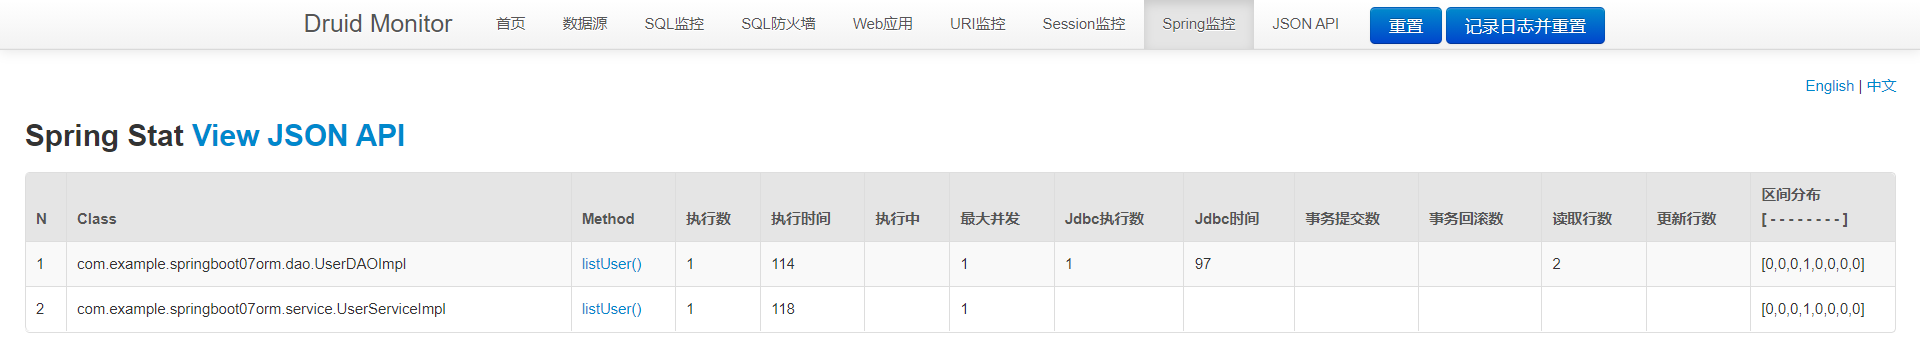 Druid Monitor 首页 数据源 SQL监控 SQL防火墙 Web应用 URI监控 Session监控 Spring监控 JSON API 重置 记录日志并重置
English | 中文
Spring Stat View JSON API
N Class Method 执行数 执行时间 执行中 最大并发 Jdbc执行数 Jdbc时间 事务提交数 事务回滚数 读取行数 更新行数 区间分布
[ - - - - - - - - ]
1 com.example.springboot07orm.dao.UserDAOImpl listUser() 1 114 1 1 97 2 [0,0,0,1,0,0,0,0]
2 com.example.springboot07orm.service.UserServiceImpl listUser() 1 118 1 [0,0,0,1,0,0,0,0]